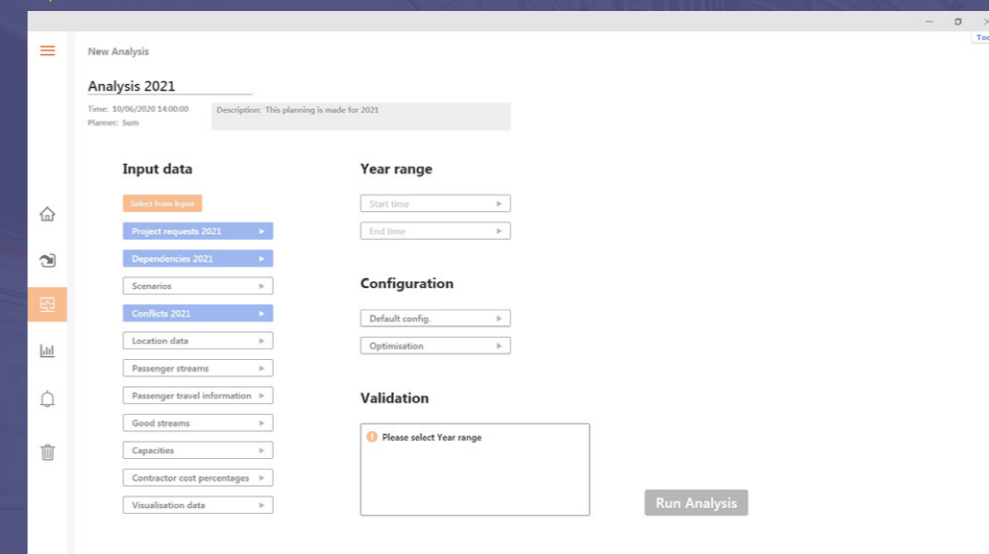 Too
New Analysis
Analysis 2021
Time: 10/06/2020 14:00:00
Planner: Sum
Description: This planning is made for 2021
Input data
Select from Input
Project requests 2021
Dependencies 2021
Scenarios
Conflicts 2021
Location data
Passenger streams
Passenger travel information
Good streams
Capacities
Contractor cost percentages
Visualisation data
Year range
Start time
End time
Configuration
Default config.
Optimisation
Validation
Please select Year range
Run Analysis